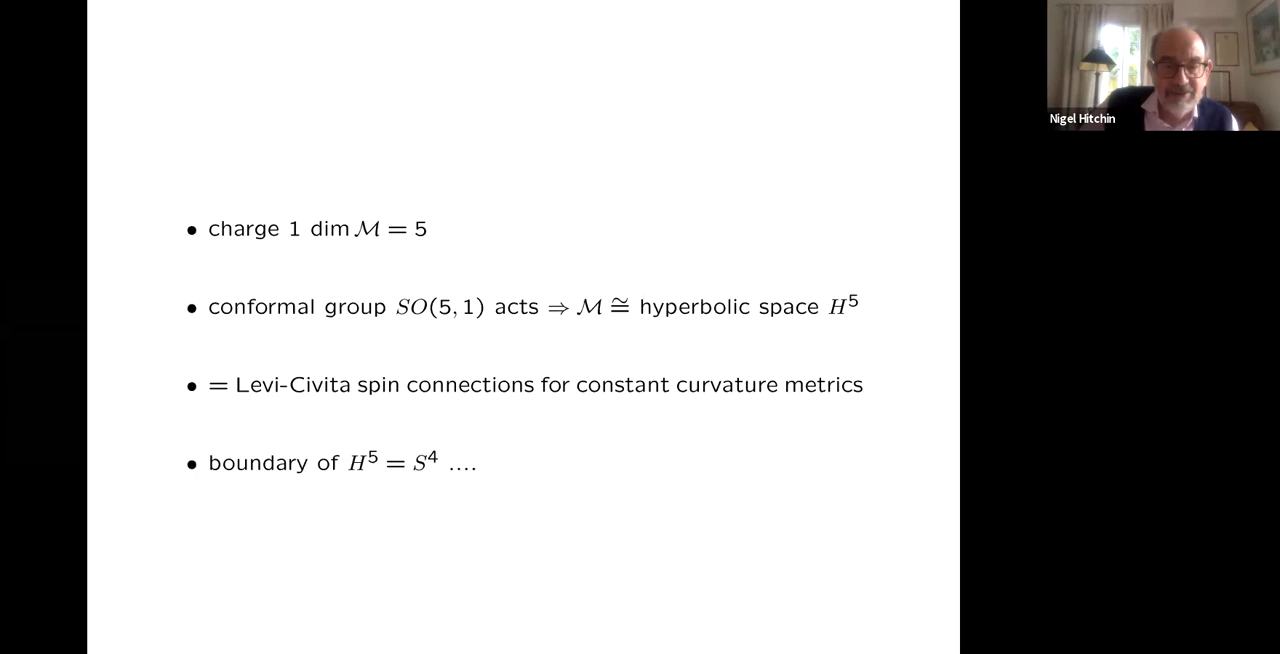 • charge 1 dim ℳ = 5
• conformal group SO(5, 1) acts ⇒ ℳ ≅ hyperbolic space H⁵
• = Levi-Civita spin connections for constant curvature metrics
• boundary of H⁵ = S⁴ ....
Nigel Hitchin